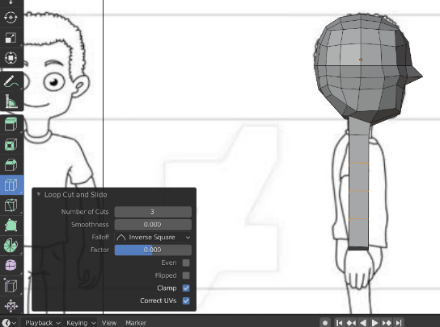 Loop Cut and Slide
Number of Cuts 3
Smoothness 0.000
Falloff Inverse Square
Factor 0.000
Even
Flipped
Clamp
Correct UVs
Playback Keying View Marker